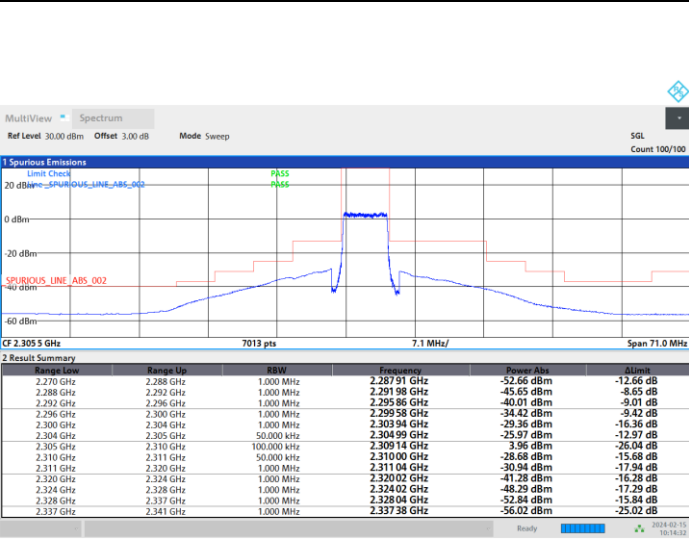 MultiView Spectrum
Ref Level 30.00 dBm Offset 3.00 dB Mode Sweep SGL
Count 100/100
1 Spurious Emissions
Limit Check PASS
Line _SPURIOUS_LINE_ABS_002 PASS
20 dBm
0 dBm
-20 dBm
SPURIOUS_LINE_ABS_002
-40 dBm
-60 dBm
CF 2.305 5 GHz 7013 pts 7.1 MHz/ Span 71.0 MHz
2 Result Summary
Range Low Range Up RBW Frequency Power Abs ΔLimit
2.270 GHz 2.288 GHz 1.000 MHz 2.287 91 GHz -52.66 dBm -12.66 dB
2.288 GHz 2.292 GHz 1.000 MHz 2.291 98 GHz -45.65 dBm -8.65 dB
2.292 GHz 2.296 GHz 1.000 MHz 2.295 86 GHz -40.01 dBm -9.01 dB
2.296 GHz 2.300 GHz 1.000 MHz 2.299 58 GHz -34.42 dBm -9.42 dB
2.300 GHz 2.304 GHz 1.000 MHz 2.303 94 GHz -29.36 dBm -16.36 dB
2.304 GHz 2.305 GHz 50.000 kHz 2.304 99 GHz -25.97 dBm -12.97 dB
2.305 GHz 2.310 GHz 100.000 kHz 2.309 14 GHz 3.96 dBm -26.04 dB
2.310 GHz 2.311 GHz 50.000 kHz 2.310 00 GHz -28.68 dBm -15.68 dB
2.311 GHz 2.320 GHz 1.000 MHz 2.311 04 GHz -30.94 dBm -17.94 dB
2.320 GHz 2.324 GHz 1.000 MHz 2.320 02 GHz -41.28 dBm -16.28 dB
2.324 GHz 2.328 GHz 1.000 MHz 2.324 02 GHz -48.29 dBm -17.29 dB
2.328 GHz 2.337 GHz 1.000 MHz 2.328 04 GHz -52.84 dBm -15.84 dB
2.337 GHz 2.341 GHz 1.000 MHz 2.337 38 GHz -56.02 dBm -25.02 dB
Ready 2024-02-15
10:14:32